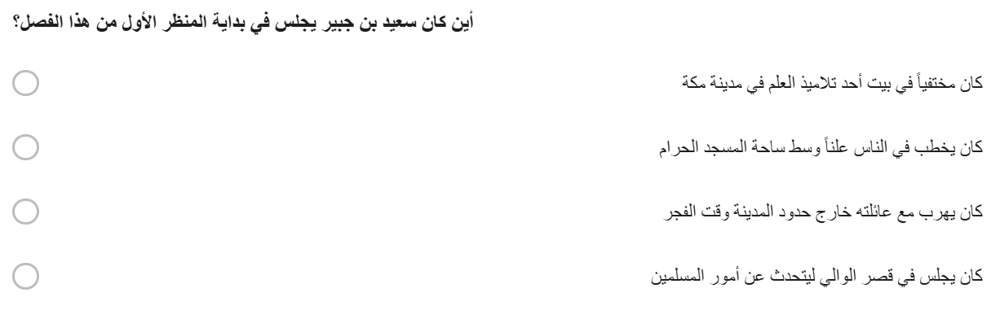 أين كان سعيد بن جبير يجلس في بداية المنظر الأول من هذا الفصل؟
كان مختفياً في بيت أحد تلاميذ العلم في مدينة مكة
كان يخطب في الناس علناً وسط ساحة المسجد الحرام
كان يهرب مع عائلته خارج حدود المدينة وقت الفجر
كان يجلس في قصر الوالي ليتحدث عن أمور المسلمين